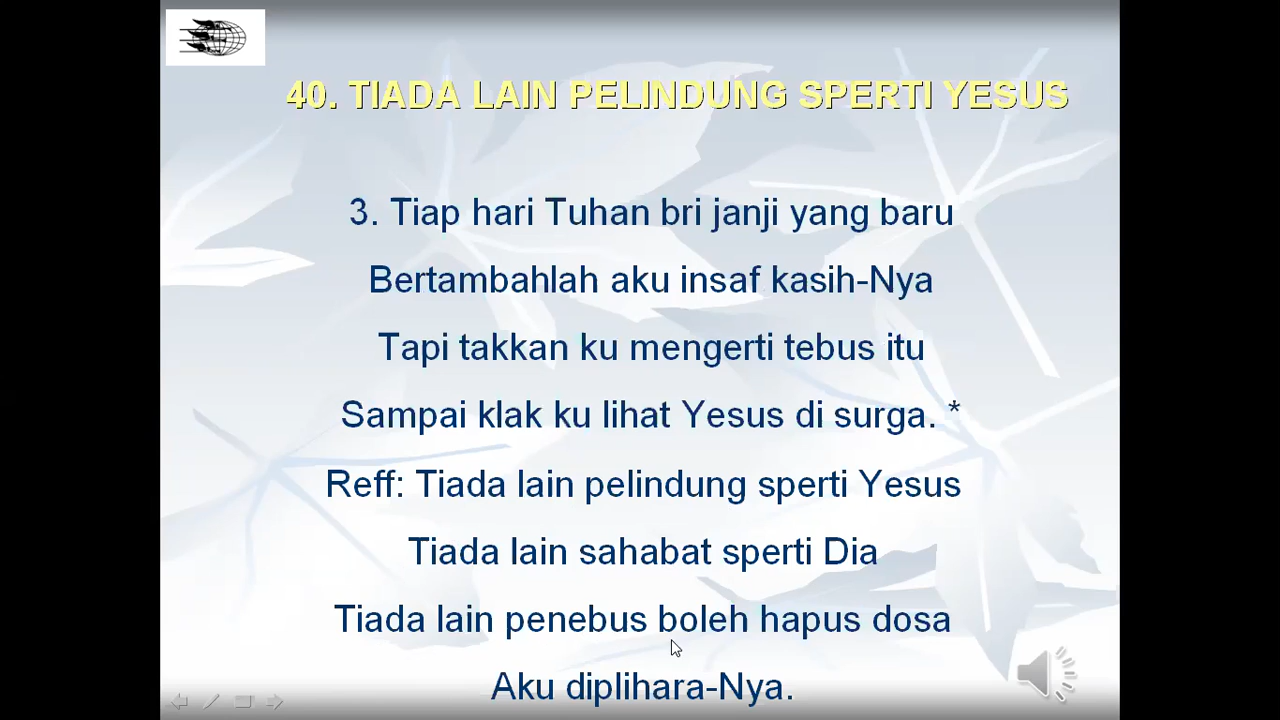 40. TIADA LAIN PELINDUNG SPERTI YESUS
3. Tiap hari Tuhan bri janji yang baru
Bertambahlah aku insaf kasih-Nya
Tapi takkan ku mengerti tebus itu
Sampai klak ku lihat Yesus di surga. *
Reff: Tiada lain pelindung sperti Yesus
Tiada lain sahabat sperti Dia
Tiada lain penebus boleh hapus dosa
Aku diplihara-Nya.